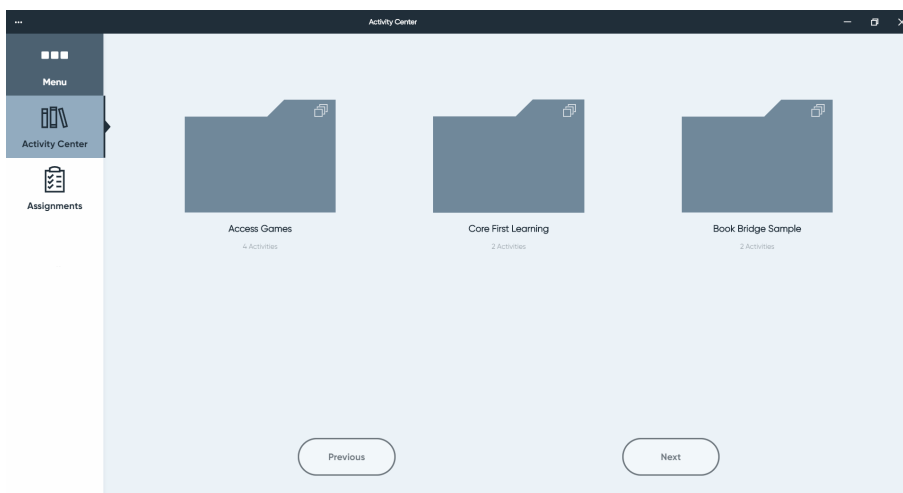 Activity Center
Menu
Activity Center
Assignments
Access Games
4 Activities
Core First Learning
2 Activities
Book Bridge Sample
2 Activities
Previous
Next